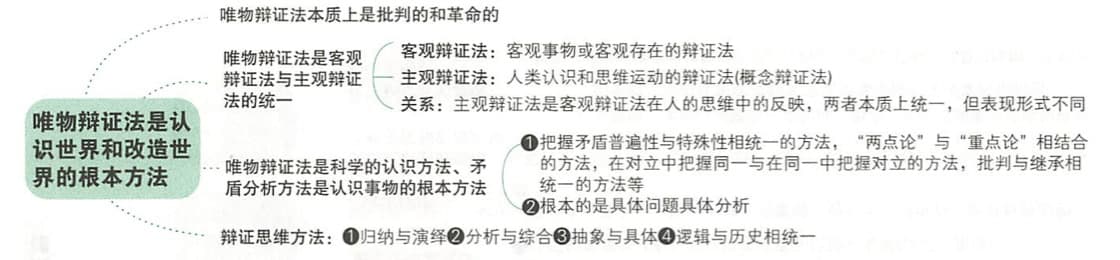 唯物辩证法本质上是批判的和革命的
唯物辩证法是客观
辩证法与主观辩证
法的统一
客观辩证法：客观事物或客观存在的辩证法
主观辩证法：人类认识和思维运动的辩证法(概念辩证法)
关系：主观辩证法是客观辩证法在人的思维中的反映，两者本质上统一，但表现形式不同
唯物辩证法是认
识世界和改造世
界的根本方法
唯物辩证法是科学的认识方法、矛
盾分析方法是认识事物的根本方法
❶把握矛盾普遍性与特殊性相统一的方法，“两点论”与“重点论”相结合
的方法，在对立中把握同一与在同一中把握对立的方法，批判与继承相
统一的方法等
❷根本的是具体问题具体分析
辩证思维方法：❶归纳与演绎❷分析与综合❸抽象与具体❹逻辑与历史相统一